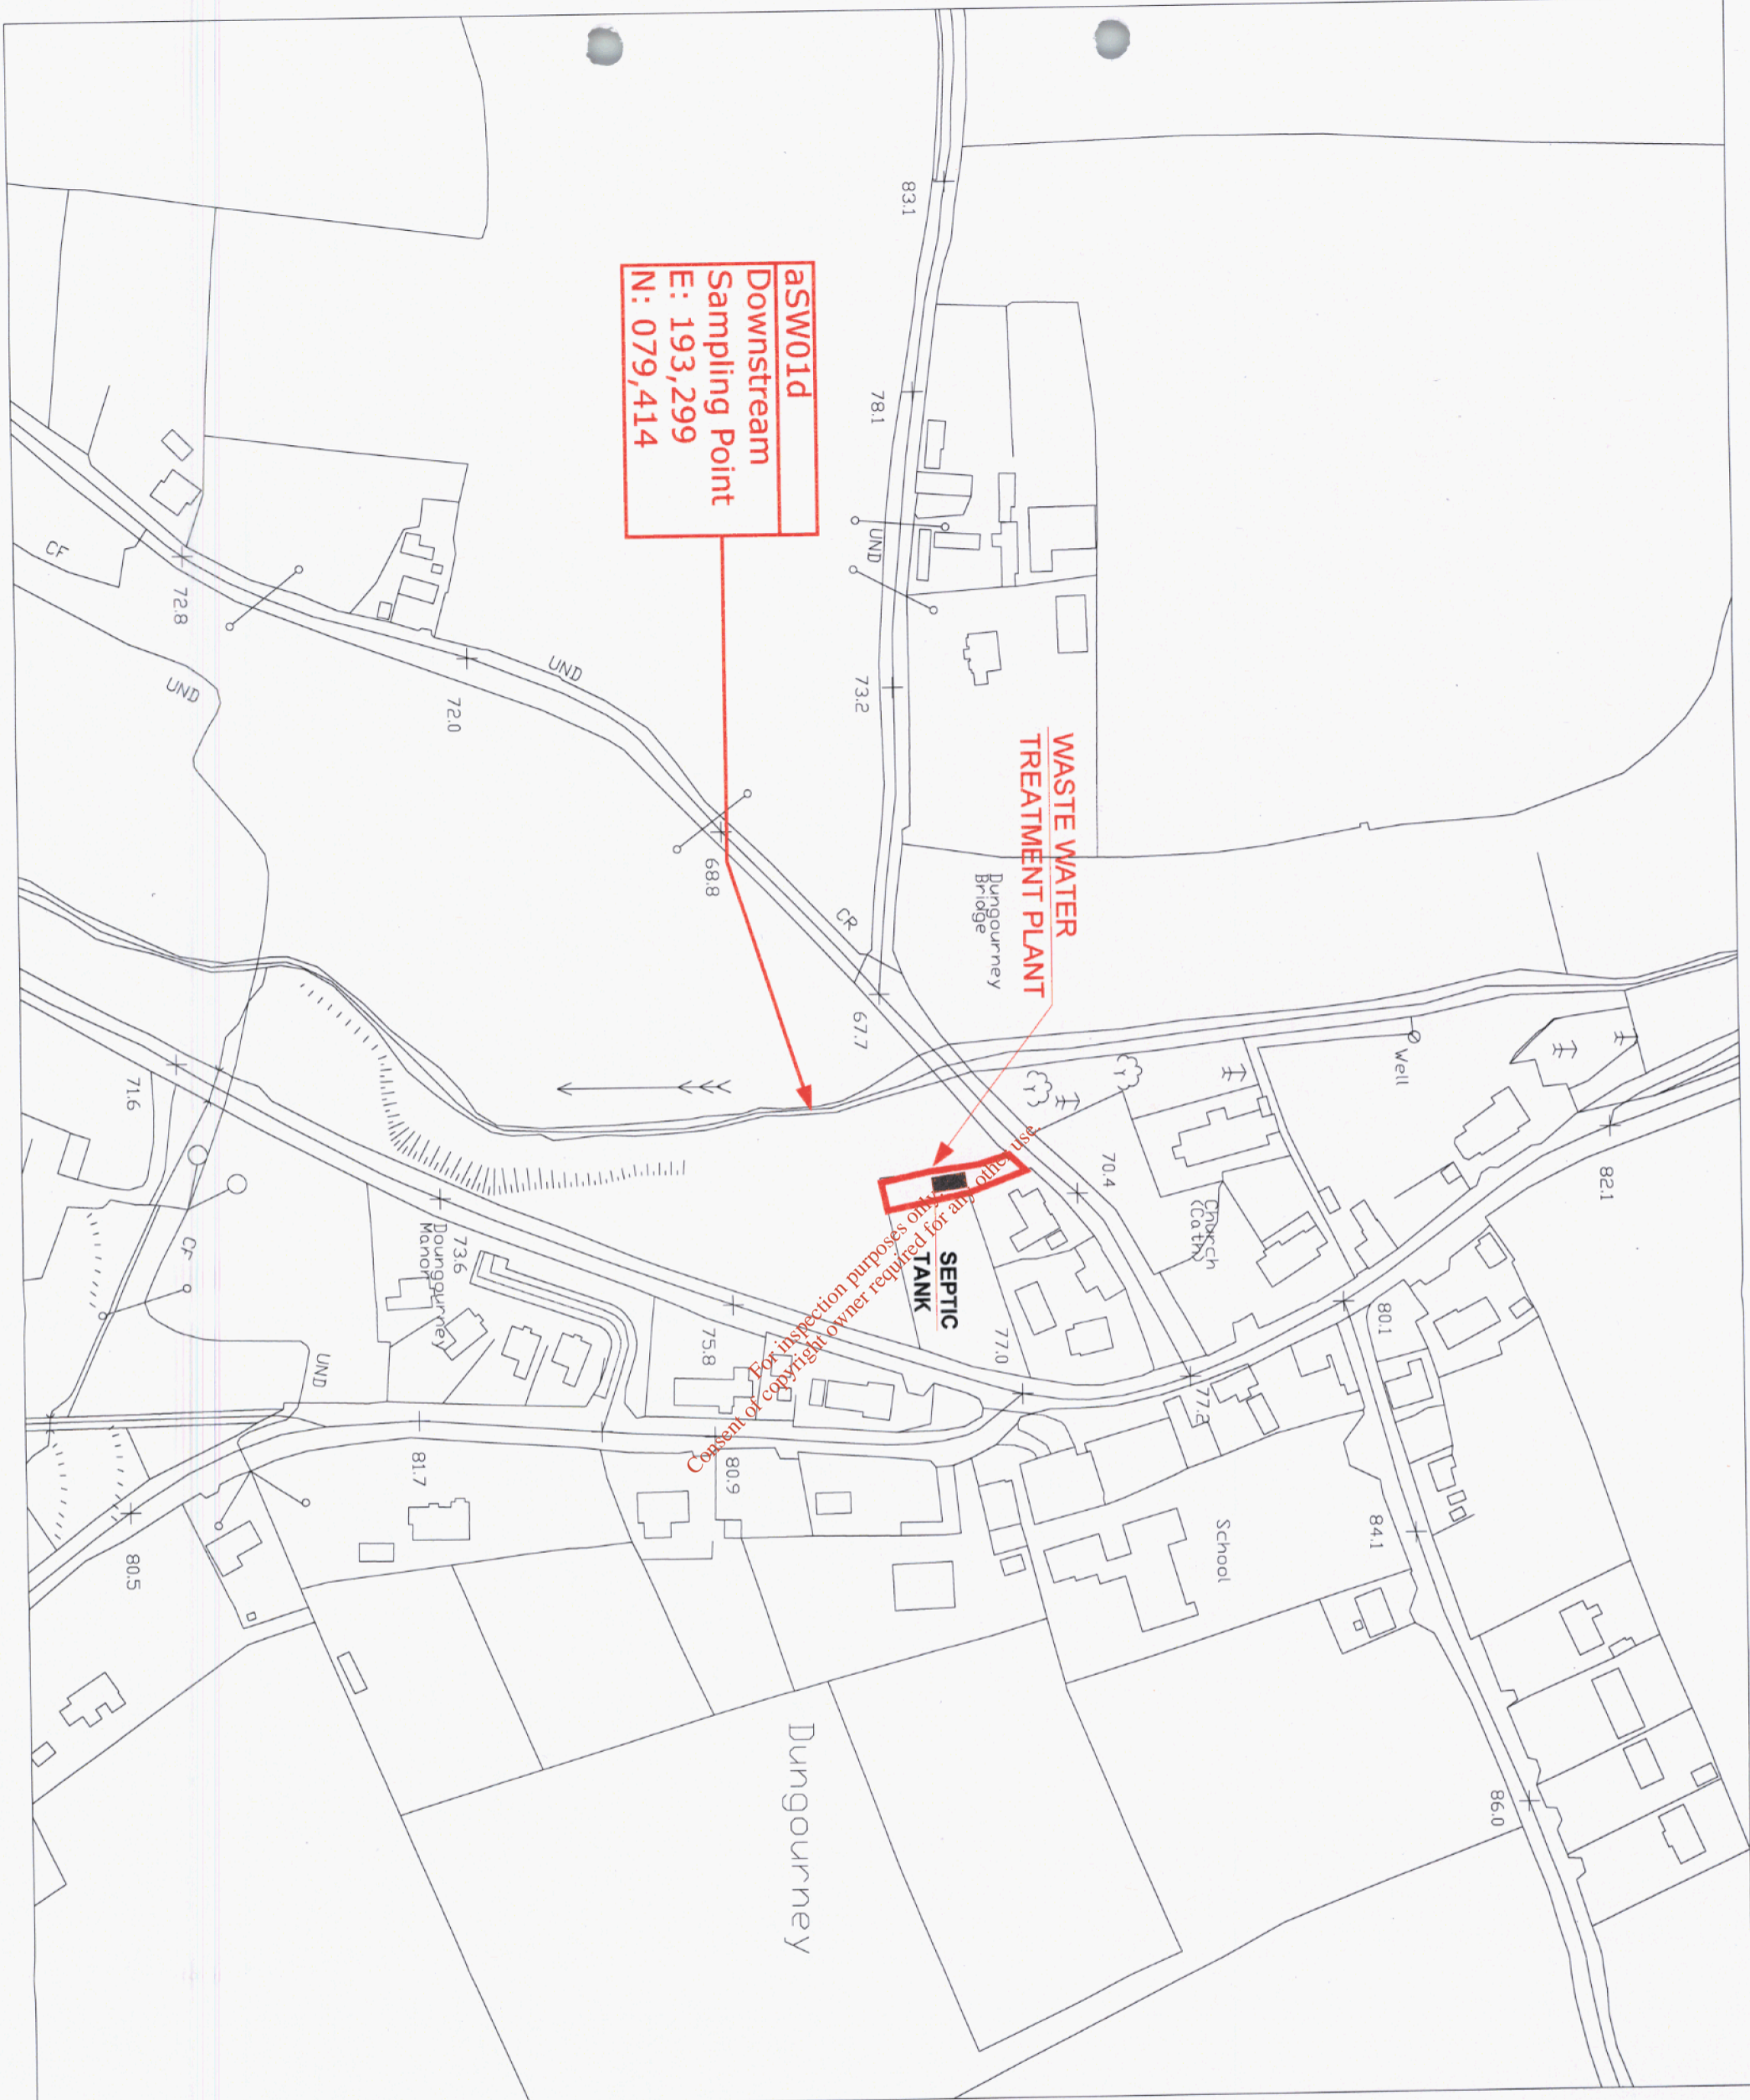 aSW01d
Downstream
Sampling Point
E: 193,299
N: 079,414
WASTE WATER
TREATMENT PLANT
SEPTIC
TANK
Dungourney
Bridge
Well
Church
(Cath)
School
Doungourney
Manor
Dungourney
83.1
78.1
73.2
UND
UND
UND
UND
CF
CF
CR
72.8
72.0
68.8
67.7
70.4
82.1
80.1
77.2
77.0
75.8
73.6
71.6
84.1
86.0
80.9
81.7
80.5
For inspection purposes only.
Consent of copyright owner required for any other use.